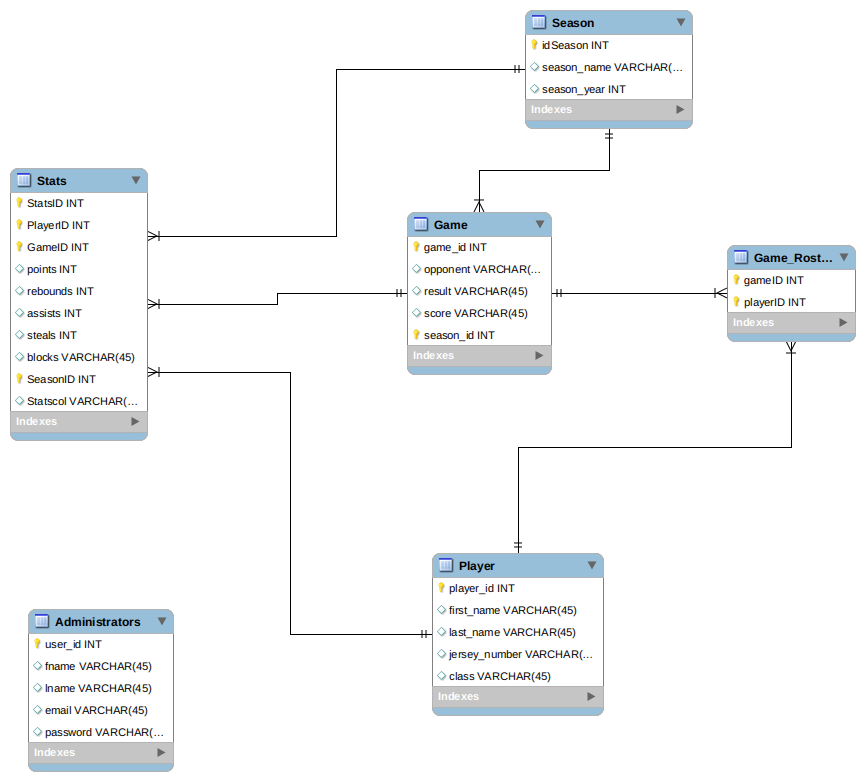 Season
idSeason INT
season_name VARCHAR(...
season_year INT
Indexes
Stats
StatsID INT
PlayerID INT
GameID INT
points INT
rebounds INT
assists INT
steals INT
blocks VARCHAR(45)
SeasonID INT
Statscol VARCHAR(...
Indexes
Game
game_id INT
opponent VARCHAR(...
result VARCHAR(45)
score VARCHAR(45)
season_id INT
Indexes
Game_Rost...
gameID INT
playerID INT
Indexes
Player
player_id INT
first_name VARCHAR(45)
last_name VARCHAR(45)
jersey_number VARCHAR(...
class VARCHAR(45)
Indexes
Administrators
user_id INT
fname VARCHAR(45)
lname VARCHAR(45)
email VARCHAR(45)
password VARCHAR(...
Indexes